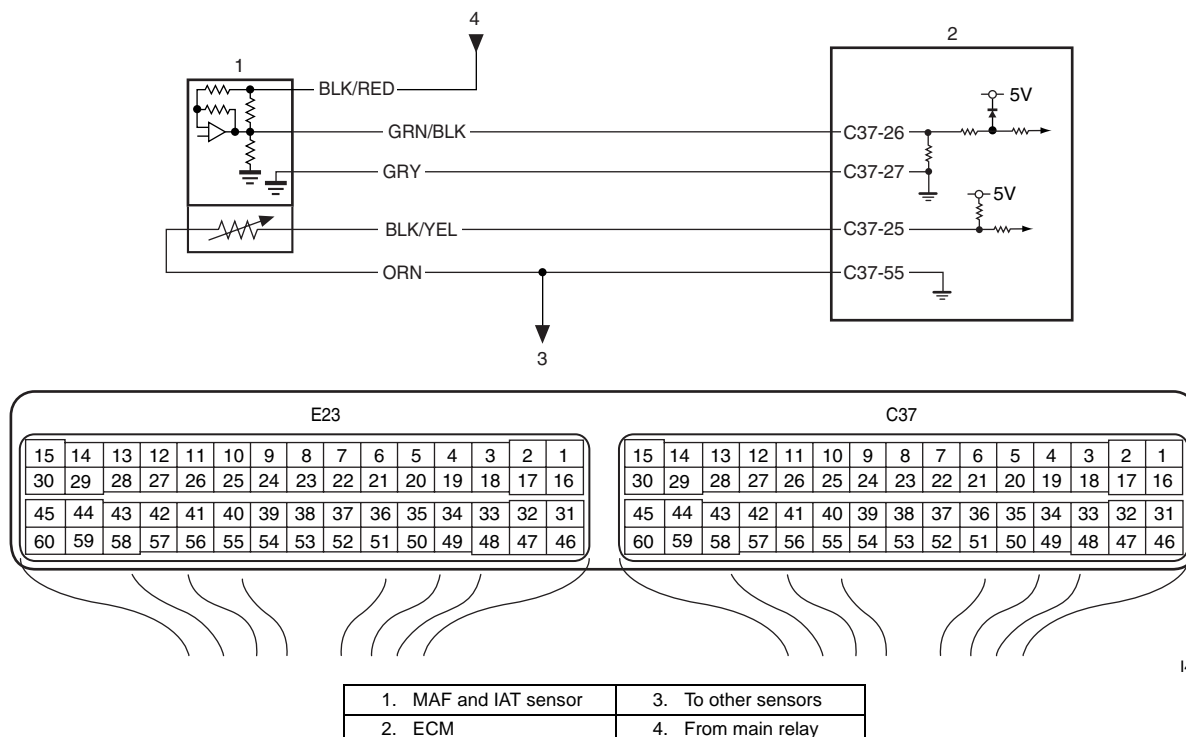 4
2
1
BLK/RED
5V
GRN/BLK
C37-26
GRY
C37-27
5V
BLK/YEL
C37-25
ORN
C37-55
3
E23
C37
15 14 13 12 11 10 9 8 7 6 5 4 3 2 1
30 29 28 27 26 25 24 23 22 21 20 19 18 17 16
45 44 43 42 41 40 39 38 37 36 35 34 33 32 31
60 59 58 57 56 55 54 53 52 51 50 49 48 47 46
15 14 13 12 11 10 9 8 7 6 5 4 3 2 1
30 29 28 27 26 25 24 23 22 21 20 19 18 17 16
45 44 43 42 41 40 39 38 37 36 35 34 33 32 31
60 59 58 57 56 55 54 53 52 51 50 49 48 47 46
1. MAF and IAT sensor 3. To other sensors
2. ECM 4. From main relay